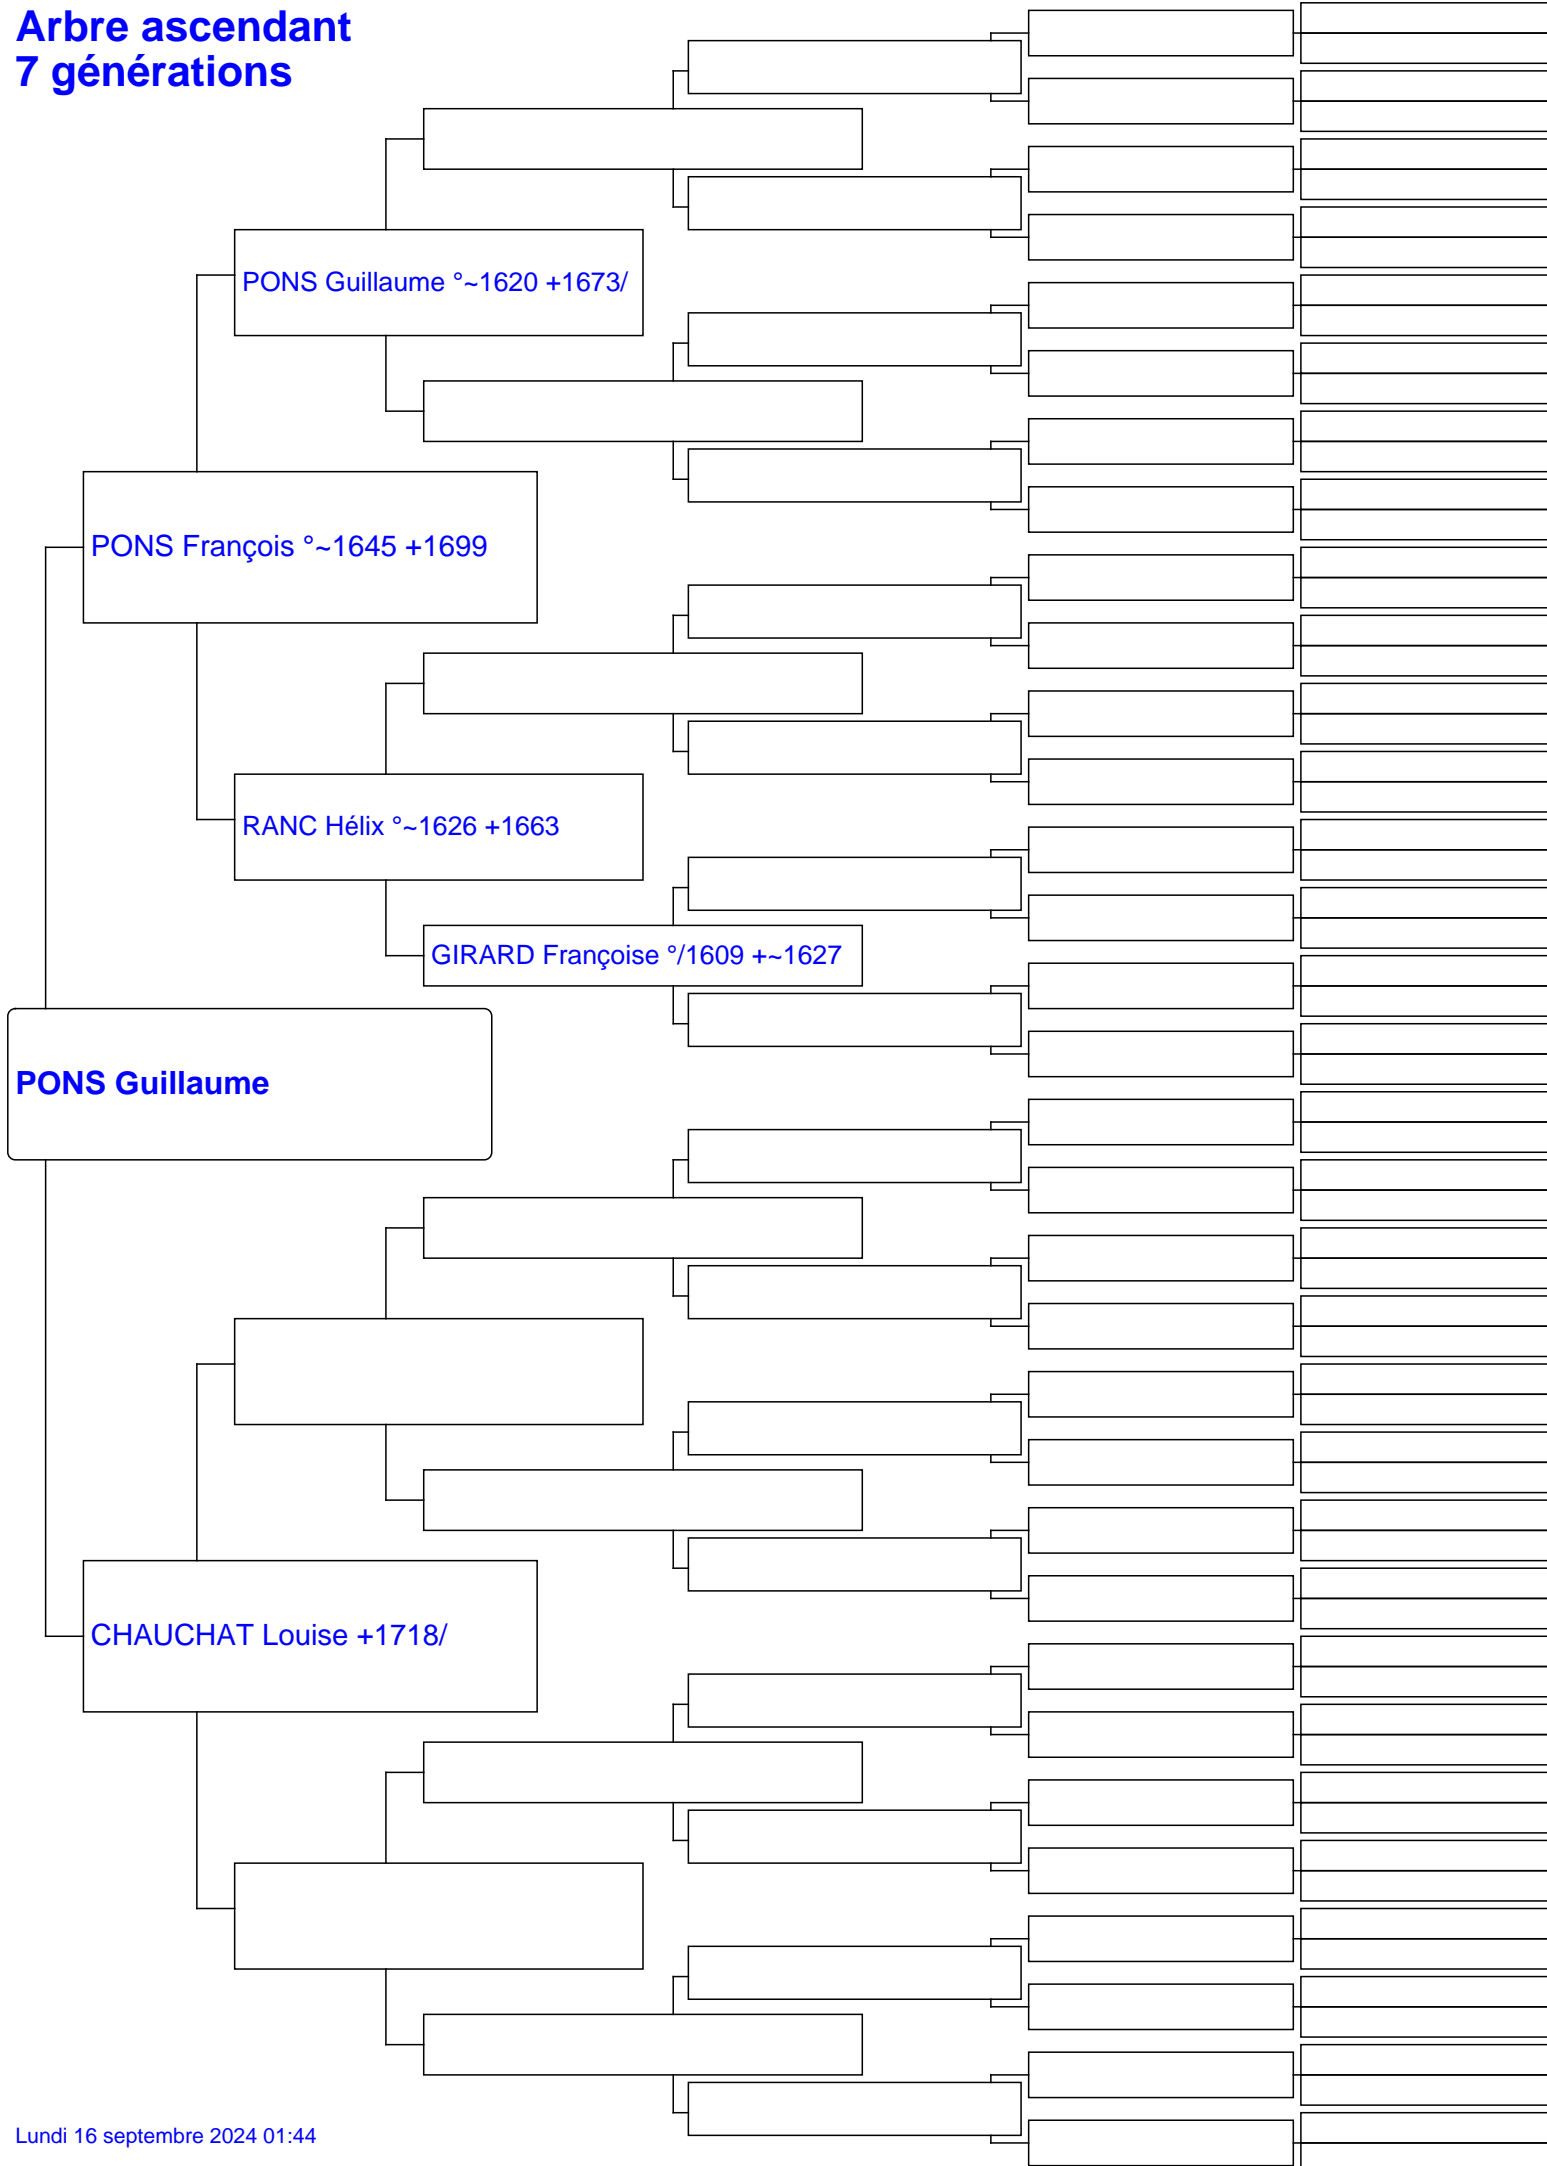 Arbre ascendant
7 générations
PONS Guillaume °~1620 +1673/
PONS François °~1645 +1699
RANC Hélix °~1626 +1663
GIRARD Françoise °/1609 +~1627
PONS Guillaume
CHAUCHAT Louise +1718/
Lundi 16 septembre 2024 01:44